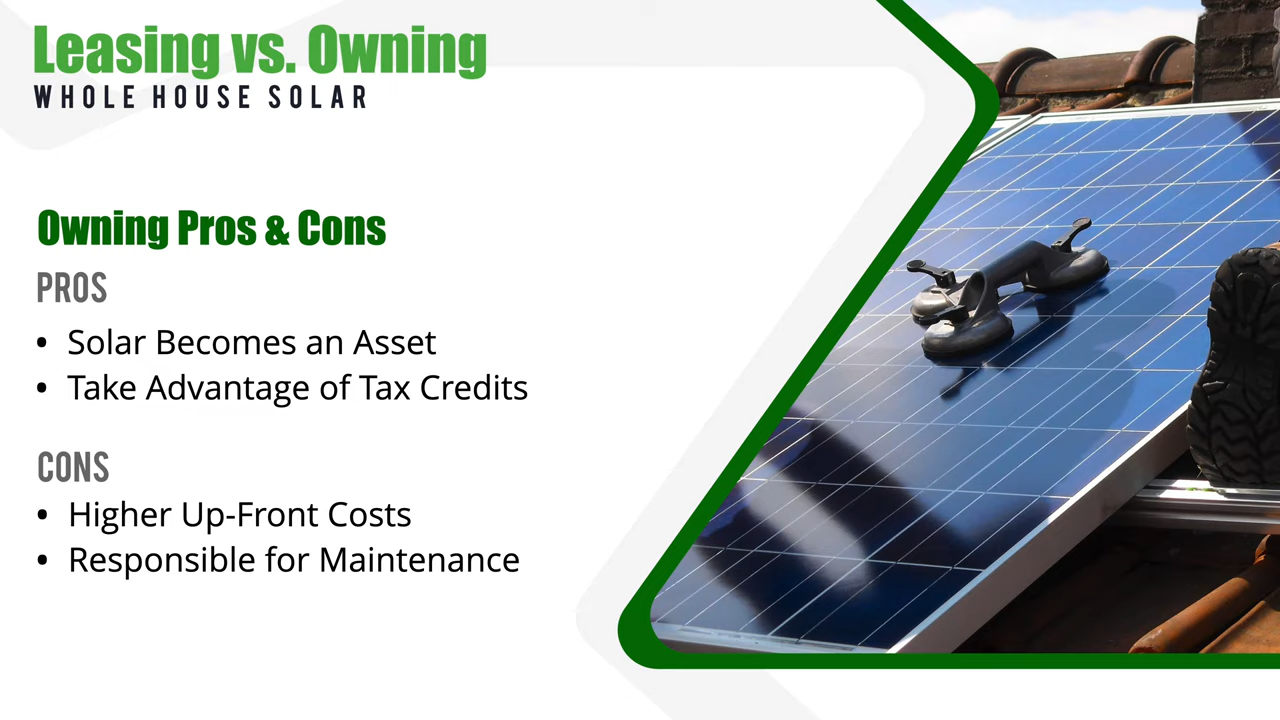 Leasing vs. Owning
WHOLE HOUSE SOLAR
Owning Pros & Cons
PROS
• Solar Becomes an Asset
• Take Advantage of Tax Credits
CONS
• Higher Up-Front Costs
• Responsible for Maintenance